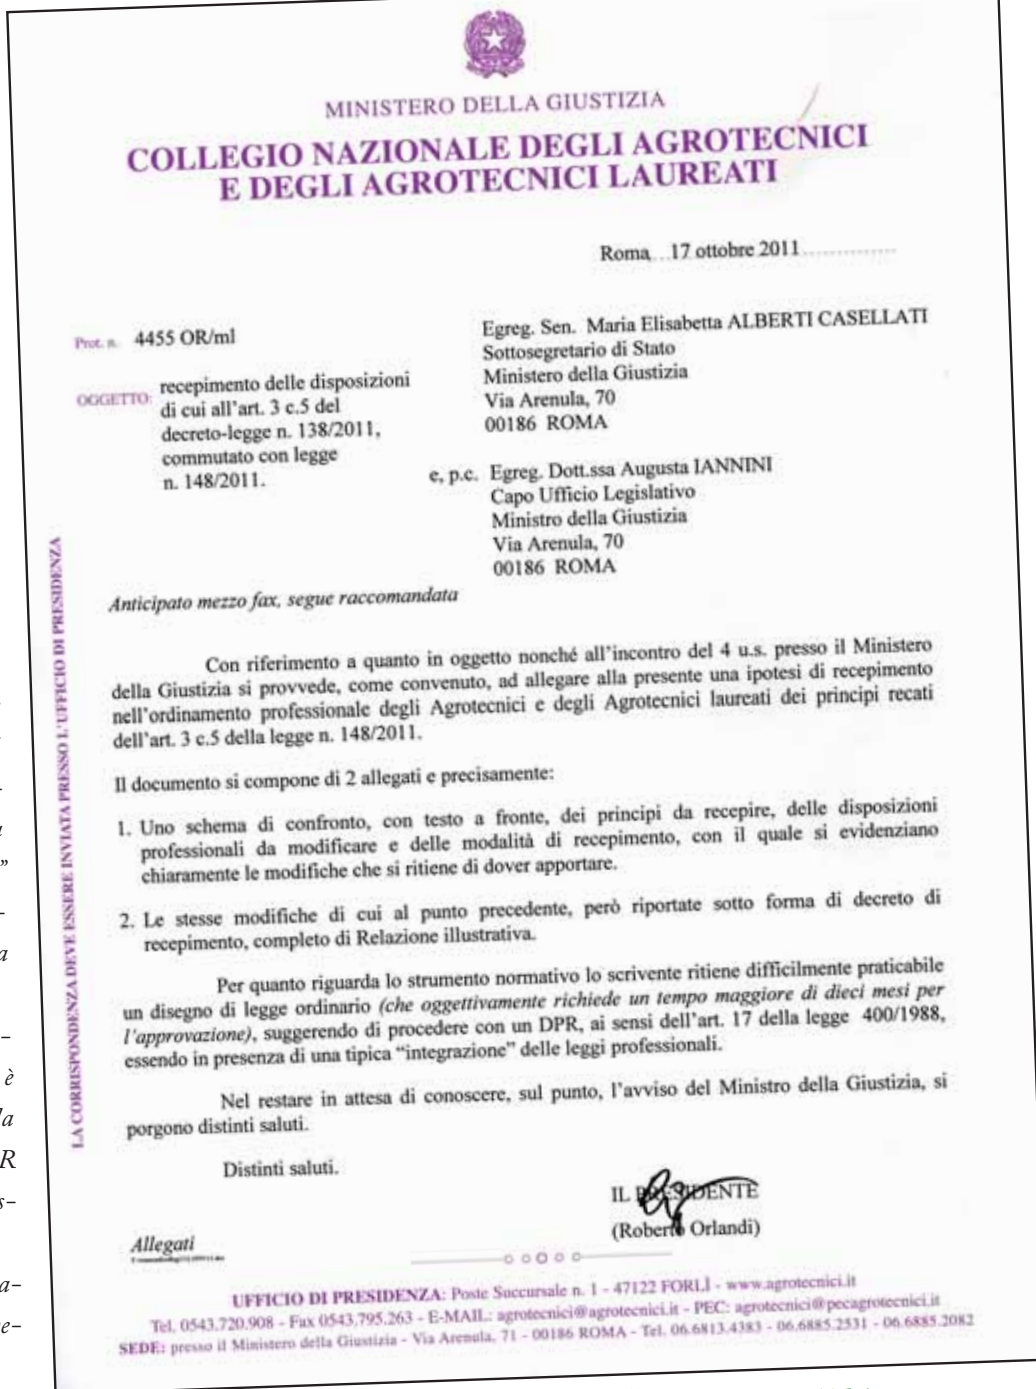 MINISTERO DELLA GIUSTIZIA
COLLEGIO NAZIONALE DEGLI AGROTECNICI
E DEGLI AGROTECNICI LAUREATI
Roma 17 ottobre 2011
Prot. n. 4455 OR/ml
OGGETTO: recepimento delle disposizioni
di cui all'art. 3 c.5 del
decreto-legge n. 138/2011,
commutato con legge
n. 148/2011.
Egreg. Sen. Maria Elisabetta ALBERTI CASELLATI
Sottosegretario di Stato
Ministero della Giustizia
Via Arenula, 70
00186 ROMA
e, p.c. Egreg. Dott.ssa Augusta IANNINI
Capo Ufficio Legislativo
Ministro della Giustizia
Via Arenula, 70
00186 ROMA
LA CORRISPONDENZA DEVE ESSERE INVIATA PRESSO L'UFFICIO DI PRESIDENZA
Anticipato mezzo fax, segue raccomandata
Con riferimento a quanto in oggetto nonché all'incontro del 4 u.s. presso il Ministero
della Giustizia si provvede, come convenuto, ad allegare alla presente una ipotesi di recepimento
nell'ordinamento professionale degli Agrotecnici e degli Agrotecnici laureati dei principi recati
dell'art. 3 c.5 della legge n. 148/2011.
Il documento si compone di 2 allegati e precisamente:
1. Uno schema di confronto, con testo a fronte, dei principi da recepire, delle disposizioni
professionali da modificare e delle modalità di recepimento, con il quale si evidenziano
chiaramente le modifiche che si ritiene di dover apportare.
2. Le stesse modifiche di cui al punto precedente, però riportate sotto forma di decreto di
recepimento, completo di Relazione illustrativa.
Per quanto riguarda lo strumento normativo lo scrivente ritiene difficilmente praticabile
un disegno di legge ordinario (che oggettivamente richiede un tempo maggiore di dieci mesi per
l'approvazione), suggerendo di procedere con un DPR, ai sensi dell'art. 17 della legge 400/1988,
essendo in presenza di una tipica “integrazione” delle leggi professionali.
Nel restare in attesa di conoscere, sul punto, l'avviso del Ministro della Giustizia, si
porgono distinti saluti.
Distinti saluti.
IL PRESIDENTE
(Roberto Orlandi)
Allegati
UFFICIO DI PRESIDENZA: Poste Succursale n. 1 - 47122 FORLÌ - www.agrotecnici.it
Tel. 0543.720.908 - Fax 0543.795.263 - E-MAIL: agrotecnici@agrotecnici.it - PEC: agrotecnici@pecagrotecnici.it
SEDE: presso il Ministero della Giustizia - Via Arenula, 71 - 00186 ROMA - Tel. 06.6813.4383 - 06.6885.2531 - 06.6885.2082